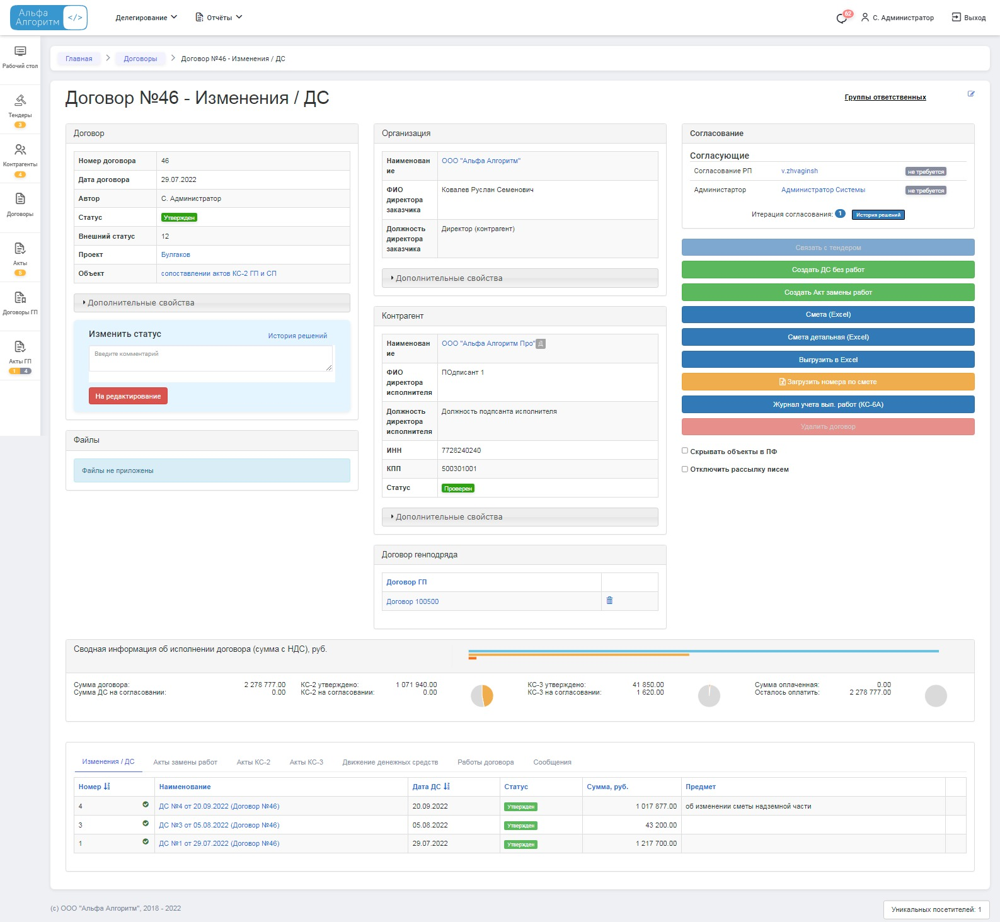 Альфа
Алгоритм </>
Делегирование
Отчёты
62
С. Администратор
Выход
Рабочий стол
Тендеры
3
Контрагенты
4
Договоры
Акты
5
Договоры ГП
Акты ГП
1 4
Главная
Договоры
Договор №46 - Изменения / ДС
Договор №46 - Изменения / ДС
Группы ответственных
Договор
Номер договора 46
Дата договора 29.07.2022
Автор С. Администратор
Статус Утвержден
Внешний статус 12
Проект Булгаков
Объект сопоставлении актов КС-2 ГП и СП
Дополнительные свойства
Изменить статус
История решений
Введите комментарий
На редактирование
Файлы
Файлы не приложены
Организация
Наименован
ие
ООО "Альфа Алгоритм"
ФИО
директора
заказчика
Ковалев Руслан Семенович
Должность
директора
заказчика
Директор (контрагент)
Дополнительные свойства
Контрагент
Наименован
ие
ООО "Альфа Алгоритм Про"
ФИО
директора
исполнителя
ПОдписант 1
Должность
директора
исполнителя
Должность подпсанта исполнителя
ИНН 7728240240
КПП 500301001
Статус Проверен
Дополнительные свойства
Договор генподряда
Договор ГП
Договор 100500
Согласование
Согласующие
Согласование РП v.zhvaginsh не требуется
Администартор Администратор Системы не требуется
Итерация согласования: 1 История решений
Связать с тендером
Создать ДС без работ
Создать Акт замены работ
Смета (Excel)
Смета детальная (Excel)
Выгрузить в Excel
Загрузить номера по смете
Журнал учета вып. работ (КС-6А)
Удалить договор
Скрывать объекты в ПФ
Отключить рассылку писем
Сводная информация об исполнении договора (сумма с НДС), руб.
Сумма договора: 2 278 777.00
Сумма ДС на согласовании: 0.00
КС-2 утверждено: 1 071 940.00
КС-2 на согласовании: 0.00
КС-3 утверждено: 41 850.00
КС-3 на согласовании: 1 620.00
Сумма оплаченная: 0.00
Осталось оплатить: 2 278 777.00
Изменения / ДС Акты замены работ Акты КС-2 Акты КС-3 Движение денежных средств Работы договора Сообщения
Номер Наименование Дата ДС Статус Сумма, руб. Предмет
4 ДС №4 от 20.09.2022 (Договор №46) 20.09.2022 Утвержден 1 017 877.00 об изменении сметы надземной части
3 ДС №3 от 05.08.2022 (Договор №46) 05.08.2022 Утвержден 43 200.00
1 ДС №1 от 29.07.2022 (Договор №46) 29.07.2022 Утвержден 1 217 700.00
(с) ООО "Альфа Алгоритм", 2018 - 2022
Уникальных посетителей: 1